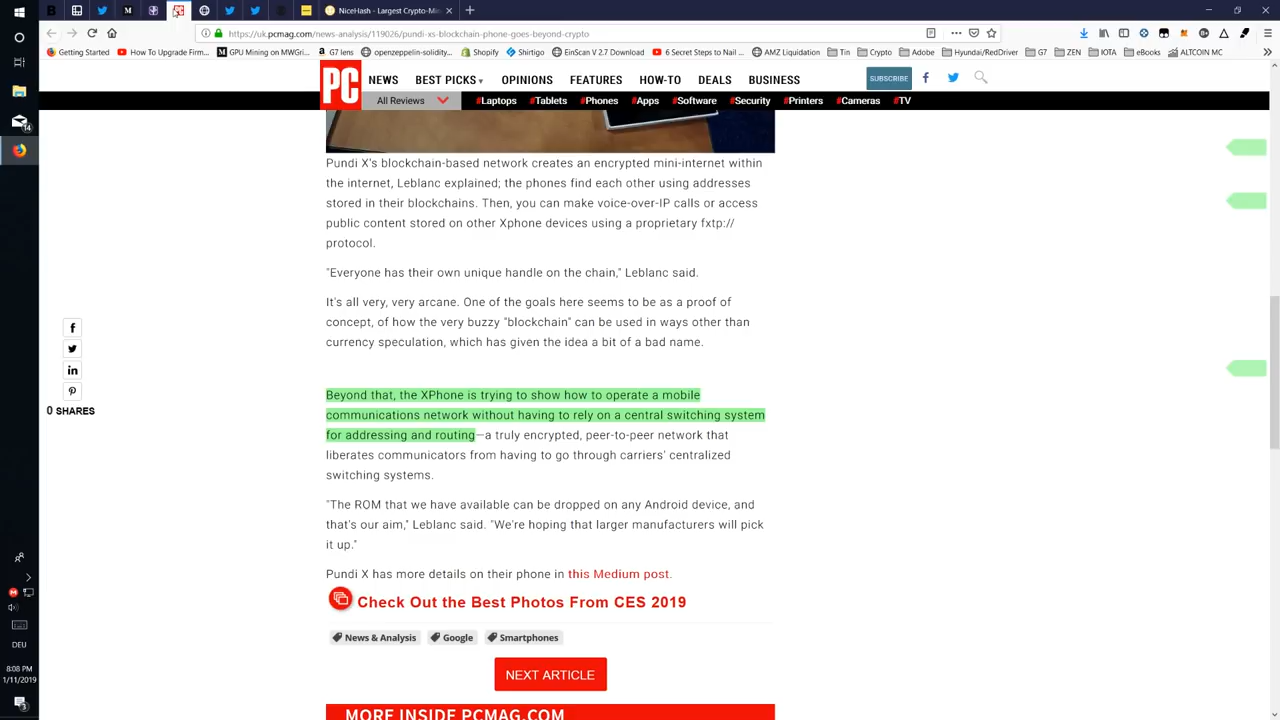 NiceHash - Largest Crypto-Mi
https://uk.pcmag.com/news-analysis/119026/pundi-xs-blockchain-phone-goes-beyond-crypto
Getting Started
How To Upgrade Firm...
GPU Mining on MWGri...
G7 lens
openzeppelin-solidity...
Shopify
Shirtigo
EinScan V 2.7 Download
6 Secret Steps to Nail ...
AMZ Liquidation
Tin
Crypto
Adobe
Hyundai/RedDriver
G7
ZEN
KOTA
eBooks
ALTCOIN MC
PC
NEWS
BEST PICKS
OPINIONS
FEATURES
HOW-TO
DEALS
BUSINESS
SUBSCRIBE
All Reviews
#Laptops
#Tablets
#Phones
#Apps
#Software
#Security
#Printers
#Cameras
#TV
Pundi X's blockchain-based network creates an encrypted mini-internet within
the internet, Leblanc explained; the phones find each other using addresses
stored in their blockchains. Then, you can make voice-over-IP calls or access
public content stored on other Xphone devices using a proprietary fxtp://
protocol.
"Everyone has their own unique handle on the chain," Leblanc said.
It's all very, very arcane. One of the goals here seems to be as a proof of
concept, of how the very buzzy "blockchain" can be used in ways other than
currency speculation, which has given the idea a bit of a bad name.
Beyond that, the XPhone is trying to show how to operate a mobile
communications network without having to rely on a central switching system
for addressing and routing—a truly encrypted, peer-to-peer network that
liberates communicators from having to go through carriers' centralized
switching systems.
"The ROM that we have available can be dropped on any Android device, and
that's our aim," Leblanc said. "We're hoping that larger manufacturers will pick
it up."
Pundi X has more details on their phone in this Medium post.
Check Out the Best Photos From CES 2019
News & Analysis
Google
Smartphones
NEXT ARTICLE
MORE INSIDE PCMAG.COM
0 SHARES
14
DEU
8:08 PM
1/11/2019
3